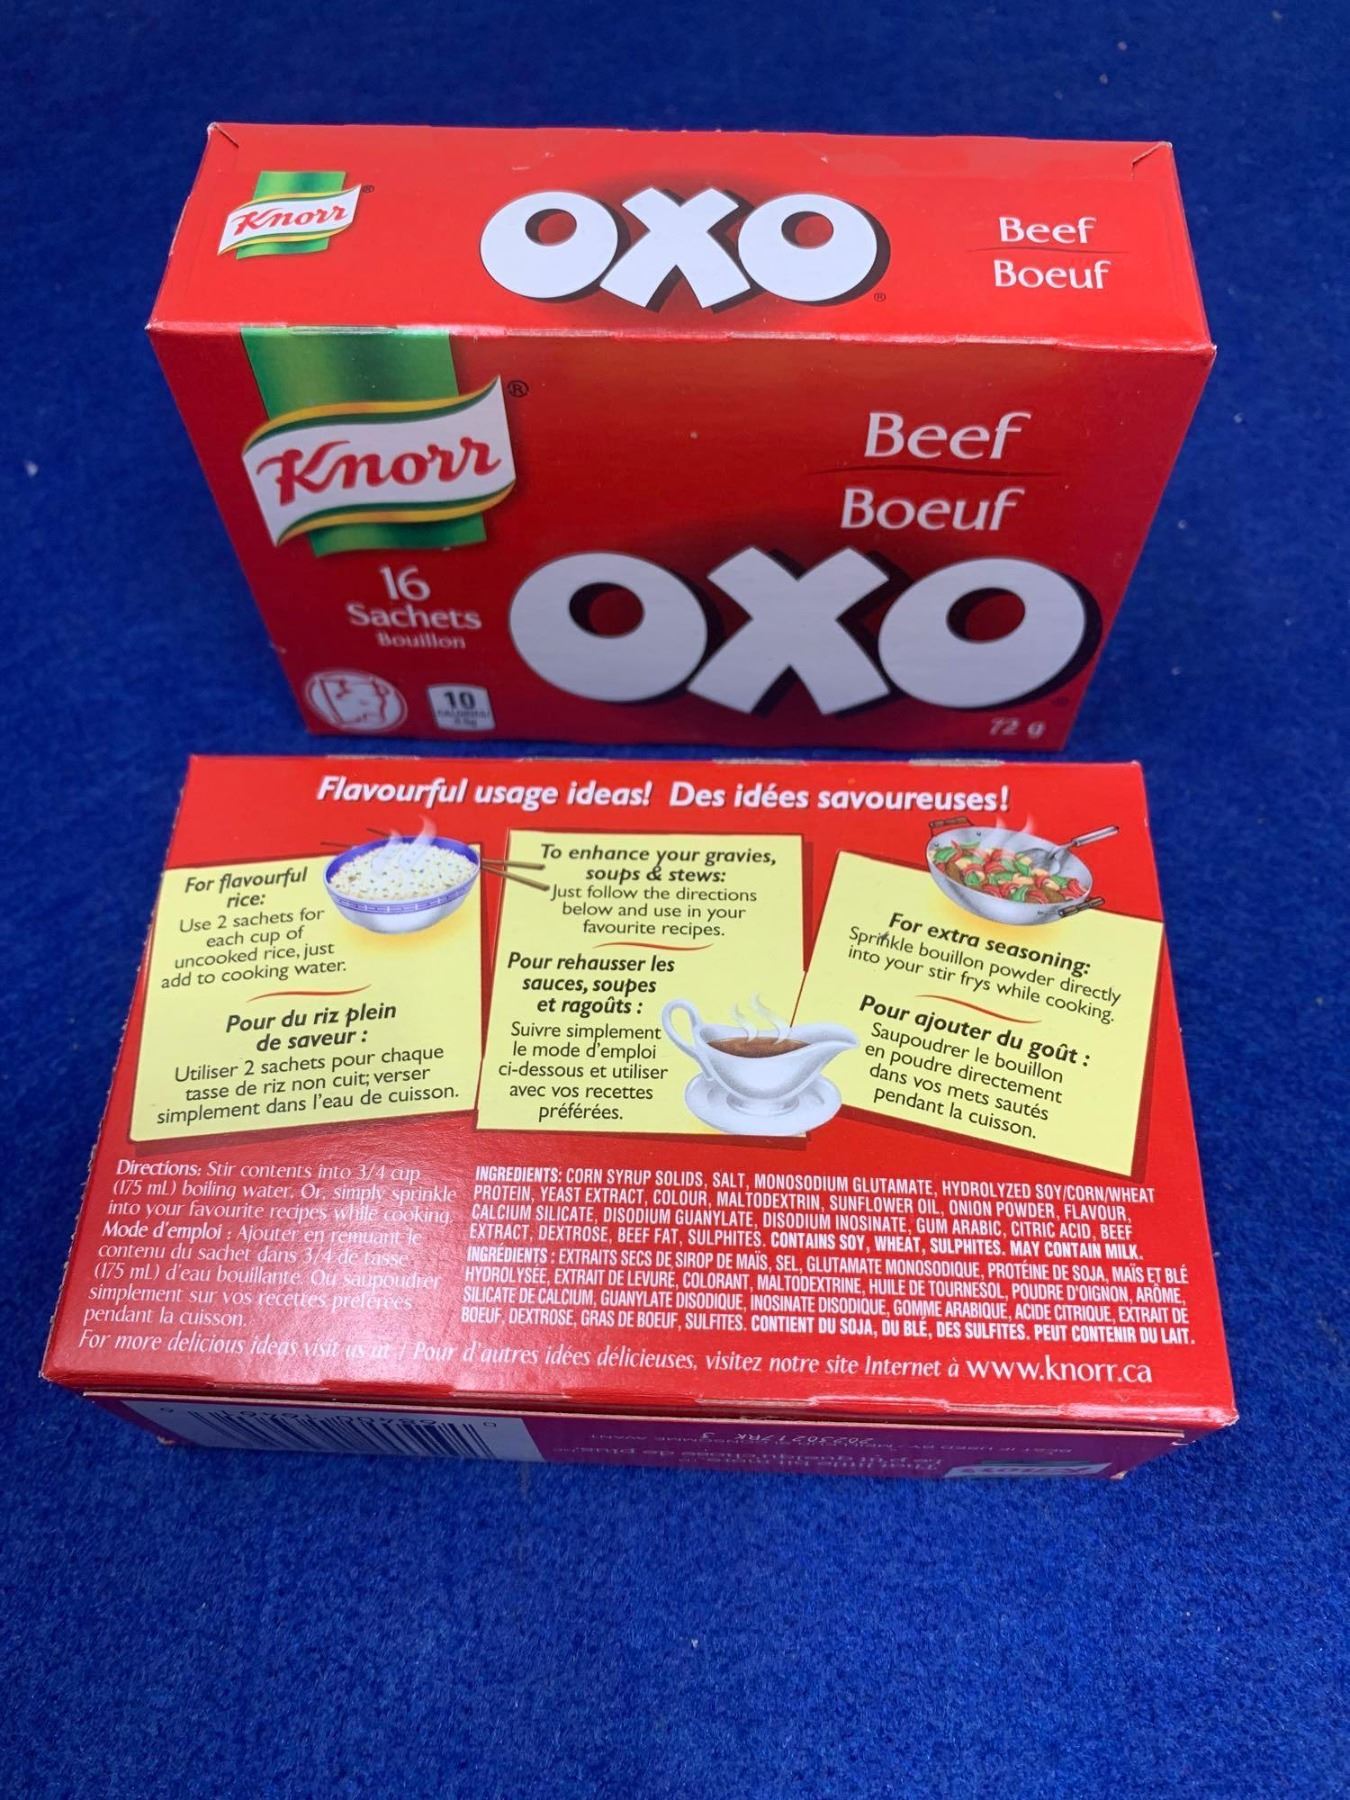 Knorr®
OXO®
Beef
Boeuf
Knorr®
Beef
Boeuf
16
Sachets
Bouillon
OXO
10
72 g
Flavourful usage ideas! Des idées savoureuses!
For flavourful
rice:
Use 2 sachets for
each cup of
uncooked rice, just
add to cooking water.
Pour du riz plein
de saveur :
Utiliser 2 sachets pour chaque
tasse de riz non cuit; verser
simplement dans l'eau de cuisson.
To enhance your gravies,
soups & stews:
Just follow the directions
below and use in your
favourite recipes.
Pour rehausser les
sauces, soupes
et ragoûts :
Suivre simplement
le mode d'emploi
ci-dessous et utiliser
avec vos recettes
préférées.
For extra seasoning:
Sprinkle bouillon powder directly
into your stir frys while cooking.
Pour ajouter du goût :
Saupoudrer le bouillon
en poudre directement
dans vos mets sautés
pendant la cuisson.
Directions: Stir contents into 3/4 cup
(175 mL) boiling water. Or, simply sprinkle
into your favourite recipes while cooking.
Mode d'emploi : Ajouter en remuant le
contenu du sachet dans 3/4 de tasse
(175 mL) d'eau bouillante. Ou saupoudrer
simplement sur vos recettes préférées
pendant la cuisson.
INGREDIENTS: CORN SYRUP SOLIDS, SALT, MONOSODIUM GLUTAMATE, HYDROLYZED SOY/CORN/WHEAT
PROTEIN, YEAST EXTRACT, COLOUR, MALTODEXTRIN, SUNFLOWER OIL, ONION POWDER, FLAVOUR,
CALCIUM SILICATE, DISODIUM GUANYLATE, DISODIUM INOSINATE, GUM ARABIC, CITRIC ACID, BEEF
EXTRACT, DEXTROSE, BEEF FAT, SULPHITES. CONTAINS SOY, WHEAT, SULPHITES. MAY CONTAIN MILK.
INGRÉDIENTS : EXTRAITS SECS DE SIROP DE MAÏS, SEL, GLUTAMATE MONOSODIQUE, PROTÉINE DE SOJA, MAÏS ET BLÉ
HYDROLYSÉE, EXTRAIT DE LEVURE, COLORANT, MALTODEXTRINE, HUILE DE TOURNESOL, POUDRE D'OIGNON, ARÔME,
SILICATE DE CALCIUM, GUANYLATE DISODIQUE, INOSINATE DISODIQUE, GOMME ARABIQUE, ACIDE CITRIQUE, EXTRAIT DE
BOEUF, DEXTROSE, GRAS DE BOEUF, SULFITES. CONTIENT DU SOJA, DU BLÉ, DES SULFITES. PEUT CONTENIR DU LAIT.
For more delicious ideas visit us at / Pour d'autres idées délicieuses, visitez notre site Internet à www.knorr.ca